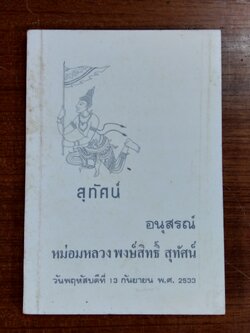 สุทัศน์
อนุสรณ์
หม่อมหลวง พงษ์สิทธิ์ สุทัศน์
วันพฤหัสบดีที่ 13 กันยายน พ.ศ. 2533